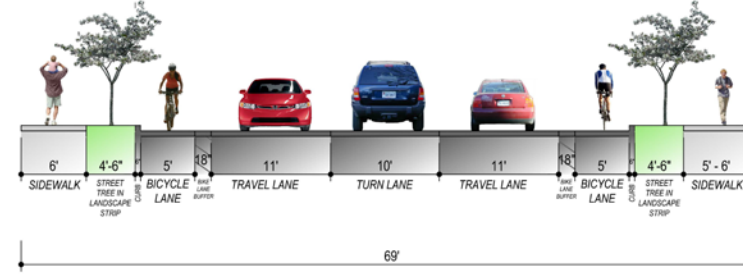 6' 4'-6" 6" 5' 18" 11' 10' 11' 18" 5' 6" 4'-6" 5' - 6'
SIDEWALK
STREET
TREE IN
LANDSCAPE
STRIP
CURB
BICYCLE
LANE
BIKE
LANE
BUFFER
TRAVEL LANE
TURN LANE
TRAVEL LANE
BIKE
LANE
BUFFER
BICYCLE
LANE
CURB
STREET
TREE IN
LANDSCAPE
STRIP
SIDEWALK
69'